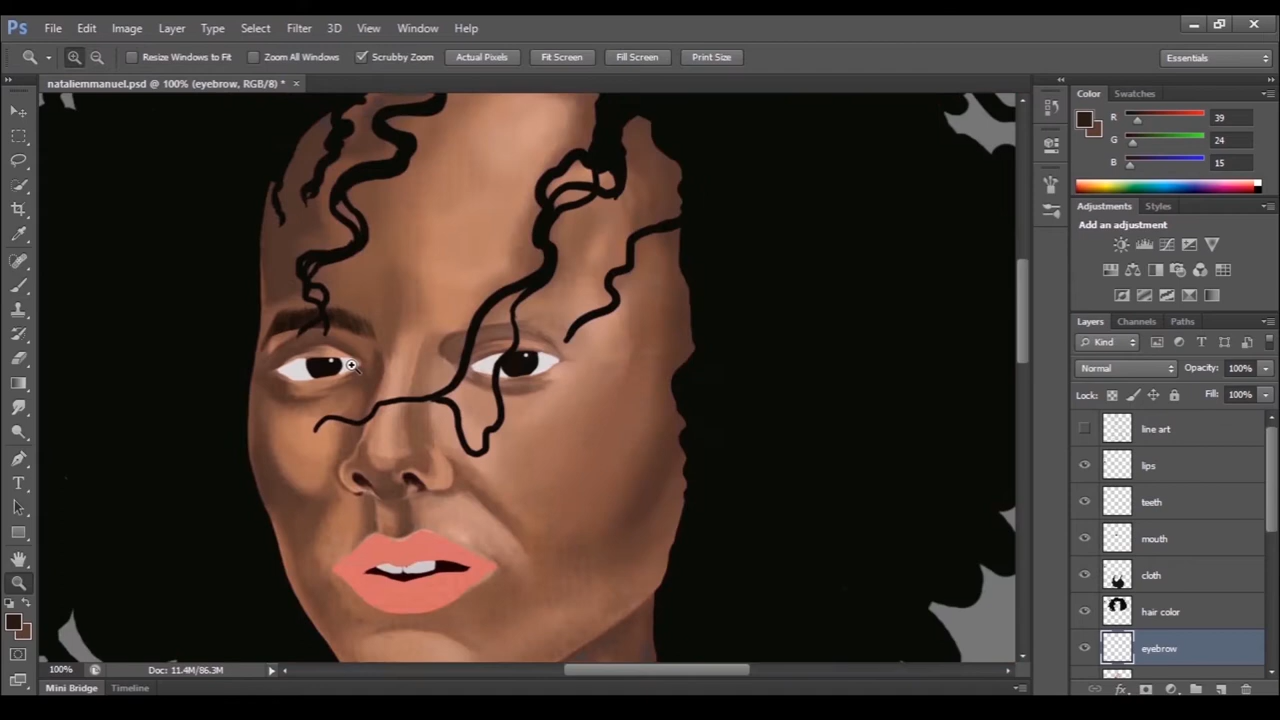 Ps File Edit Image Layer Type Select Filter 3D View Window Help
Resize Windows to Fit Zoom All Windows Scrubby Zoom Actual Pixels Fit Screen Fill Screen Print Size Essentials
nataliemmanuel.psd @ 100% (eyebrow, RGB/8) * ×
Color Swatches
R 39
G 24
B 15
Adjustments Styles
Add an adjustment
Layers Channels Paths
Kind
Normal Opacity: 100%
Lock: Fill: 100%
line art
lips
teeth
mouth
cloth
hair color
eyebrow
100% Doc: 11.4M/86.3M
Mini Bridge Timeline